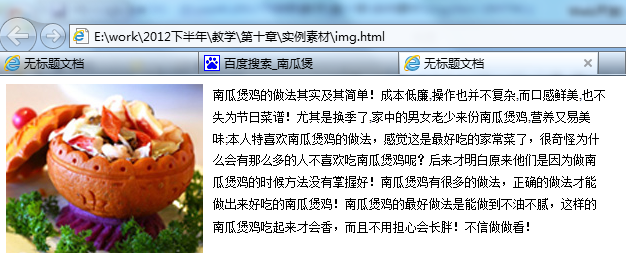 E:\work\2012下半年\教学\第十章\实例素材\img.html
无标题文档 百度搜索_南瓜煲 无标题文档
南瓜煲鸡的做法其实及其简单！成本低廉,操作也并不复杂,而口感鲜美,也不
失为节日菜谱！尤其是换季了,家中的男女老少来份南瓜煲鸡,营养又易美
味;本人特喜欢南瓜煲鸡的做法，感觉这是最好吃的家常菜了，很奇怪为什
么会有那么多的人不喜欢吃南瓜煲鸡呢？后来才明白原来他们是因为做南
瓜煲鸡的时候方法没有掌握好！南瓜煲鸡有很多的做法，正确的做法才能
做出来好吃的南瓜煲鸡！南瓜煲鸡的最好做法是能做到不油不腻，这样的
南瓜煲鸡吃起来才会香，而且不用担心会长胖！不信做做看！